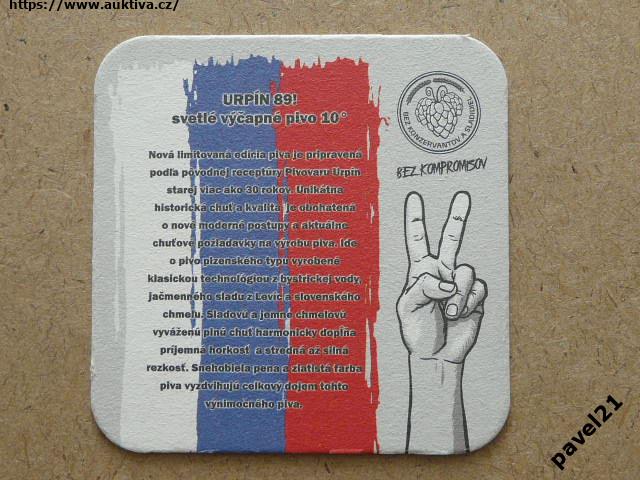 https://www.auktiva.cz/
URPÍN 89!
svetlé výčapné pivo 10°
Nová limitovaná edícia piva je pripravená
podľa pôvodnej receptúry Pivovaru Urpín
starej viac ako 30 rokov. Unikátna
historická chuť a kvalita je obohatená
o nové moderné postupy a aktuálne
chuťové požiadavky na výrobu piva. Ide
o pivo plzenského typu vyrobené
klasickou technológiou z bystrickej vody,
jačmenného sladu z Levíc a slovenského
chmeľu. Sladovú a jemne chmeľovú
vyváženú plnú chuť harmonicky dopĺňa
príjemná horkosť a stredná až silná
rezkosť. Snehobiela pena a zlatistá farba
piva vyzdvihujú celkový dojem tohto
výnimočného piva.
BEZ KONZERVANTOV A SLADIDIEL
BEZ KOMPROMISOV
pavel21